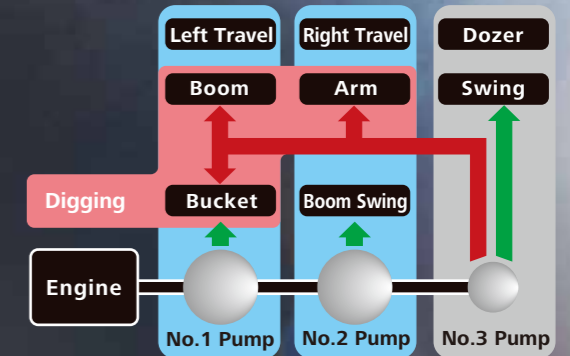 Left Travel
Right Travel
Dozer
Boom
Arm
Swing
Digging
Bucket
Boom Swing
Engine
No.1 Pump
No.2 Pump
No.3 Pump